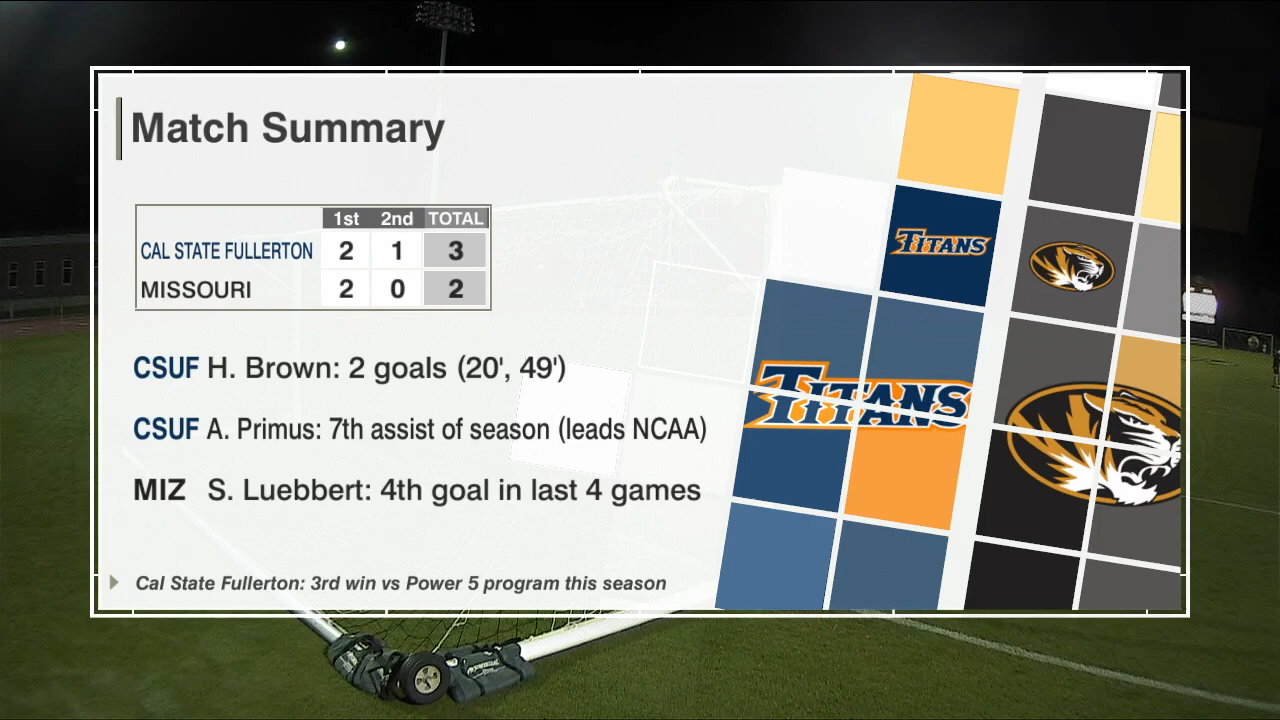 Match Summary
1st 2nd TOTAL
CAL STATE FULLERTON 2 1 3
MISSOURI 2 0 2
CSUF H. Brown: 2 goals (20', 49')
CSUF A. Primus: 7th assist of season (leads NCAA)
MIZ S. Luebbert: 4th goal in last 4 games
Cal State Fullerton: 3rd win vs Power 5 program this season
TITANS
TITANS